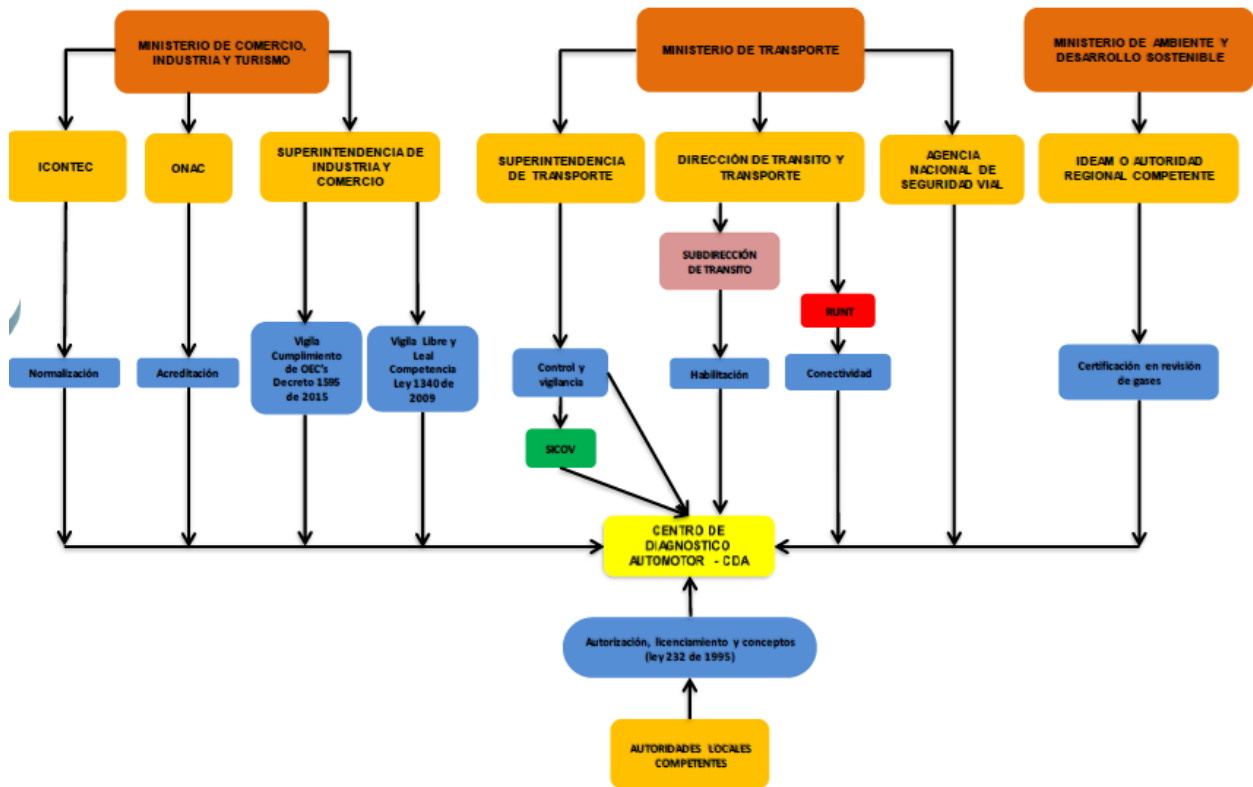 MINISTERIO DE COMERCIO,
INDUSTRIA Y TURISMO
MINISTERIO DE TRANSPORTE
MINISTERIO DE AMBIENTE Y
DESARROLLO SOSTENIBLE
ICONTEC
ONAC
SUPERINTENDENCIA DE
INDUSTRIA Y
COMERCIO
SUPERINTENDENCIA
DE TRANSPORTE
DIRECCIÓN DE TRANSITO Y
TRANSPORTE
AGENCIA
NACIONAL DE
SEGURIDAD VIAL
IDEAM O AUTORIDAD
REGIONAL COMPETENTE
SUBDIRECCIÓN
DE TRANSITO
RUNT
Normalización
Acreditación
Vigila
Cumplimiento
de OEC's
Decreto 1595
de 2015
Vigila Libre y
Leal
Competencia
Ley 1340 de
2009
Control y
vigilancia
Habilitación
Conectividad
Certificación en revisión
de gases
SICOV
CENTRO DE
DIAGNOSTICO
AUTOMOTOR - CDA
Autorización, licenciamiento y conceptos
(ley 232 de 1995)
AUTORIDADES LOCALES
COMPETENTES